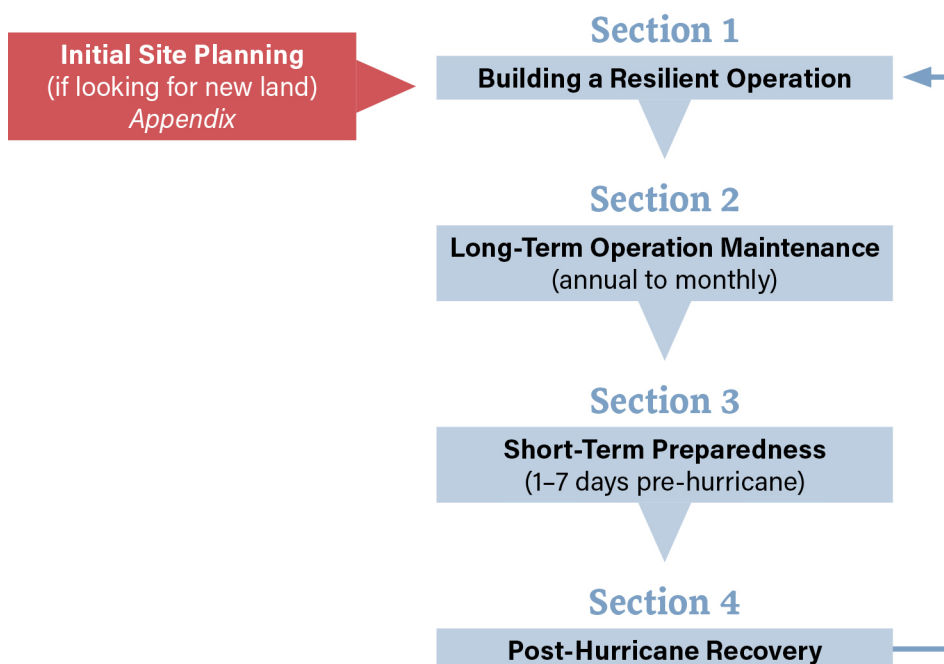 Section 1
Initial Site Planning
(if looking for new land)
Appendix
Building a Resilient Operation
Section 2
Long-Term Operation Maintenance
(annual to monthly)
Section 3
Short-Term Preparedness
(1–7 days pre-hurricane)
Section 4
Post-Hurricane Recovery